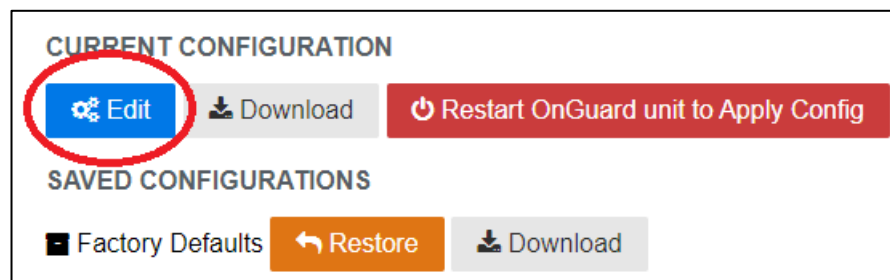 CURRENT CONFIGURATION
Edit Download Restart OnGuard unit to Apply Config
SAVED CONFIGURATIONS
Factory Defaults Restore Download